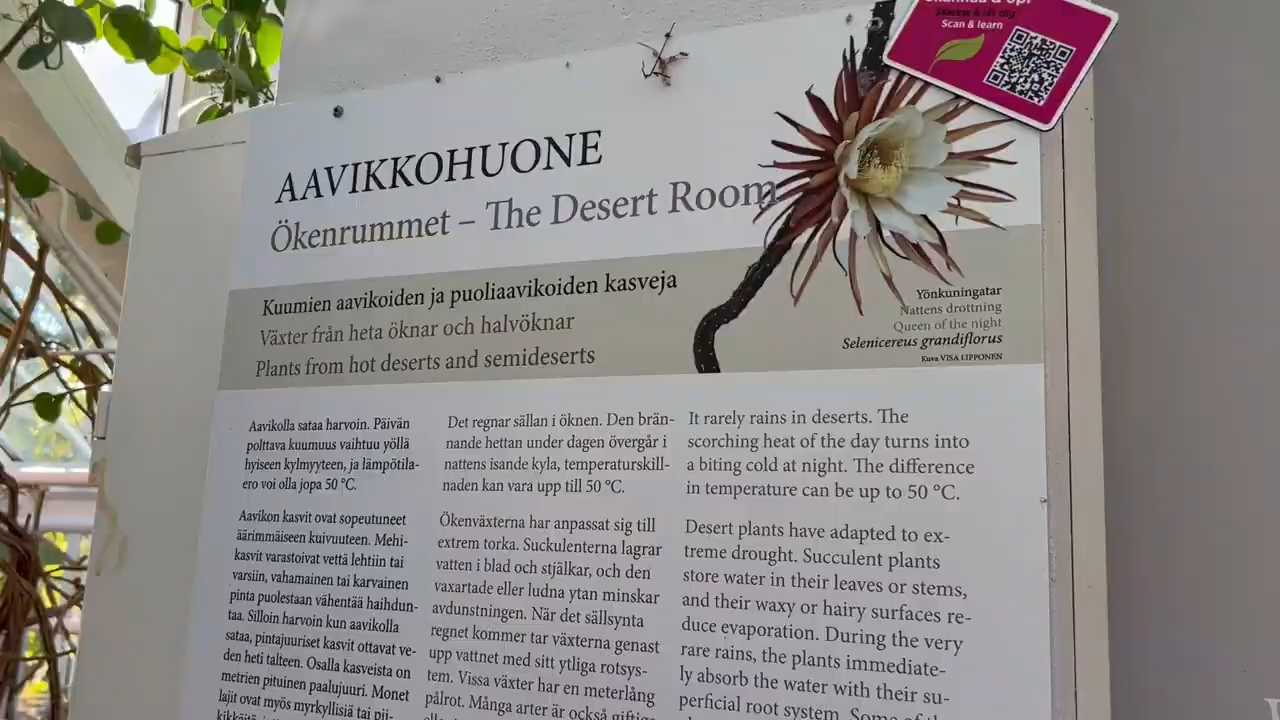 Scan & learn
AAVIKKOHUONE
Ökenrummet – The Desert Room
Kuumien aavikoiden ja puoliaavikoiden kasveja
Växter från heta öknar och halvöknar
Plants from hot deserts and semideserts
Yönkuningatar
Nattens drottning
Queen of the night
Selenicereus grandiflorus
Kuva VISA LIPPONEN
Aavikolla sataa harvoin. Päivän
polttava kuumuus vaihtuu yöllä
hyiseen kylmyyteen, ja lämpötila-
ero voi olla jopa 50 °C.
Aavikon kasvit ovat sopeutuneet
äärimmäiseen kuivuuteen. Mehi-
kasvit varastoivat vettä lehtiin tai
varsiin, vahamainen tai karvainen
pinta puolestaan vähentää haihdun-
taa. Silloin harvoin kun aavikolla
sataa, pintajuuriset kasvit ottavat ve-
den heti talteen. Osalla kasveista on
metrien pituinen paalujuuri. Monet
lajit ovat myös myrkyllisiä tai pii-
Det regnar sällan i öknen. Den brän-
nande hettan under dagen övergår i
nattens isande kyla, temperaturskill-
naden kan vara upp till 50 °C.
Ökenväxterna har anpassat sig till
extrem torka. Suckulenterna lagrar
vatten i blad och stjälkar, och den
vaxartade eller ludna ytan minskar
avdunstningen. När det sällsynta
regnet kommer tar växterna genast
upp vattnet med sitt ytliga rotsys-
tem. Vissa växter har en meterlång
pålrot. Många arter är också giftiga
It rarely rains in deserts. The
scorching heat of the day turns into
a biting cold at night. The difference
in temperature can be up to 50 °C.
Desert plants have adapted to ex-
treme drought. Succulent plants
store water in their leaves or stems,
and their waxy or hairy surfaces re-
duce evaporation. During the very
rare rains, the plants immediate-
ly absorb the water with their su-
perficial root system. Some of